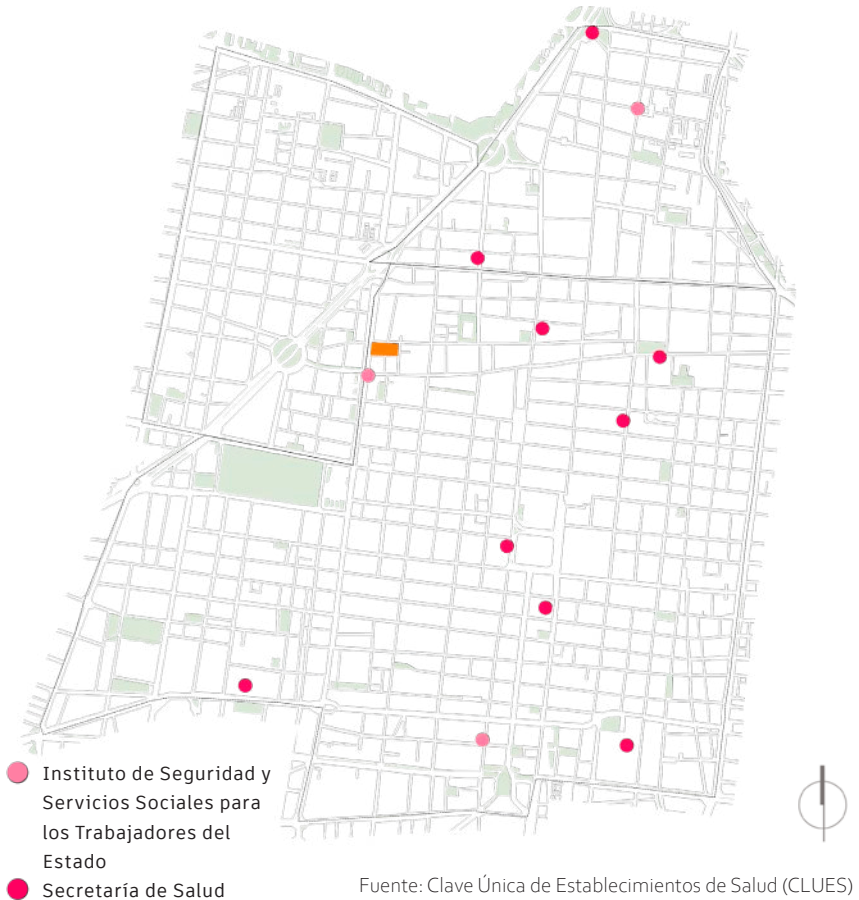 Instituto de Seguridad y
Servicios Sociales para
los Trabajadores del
Estado
Secretaría de Salud
Fuente: Clave Única de Establecimientos de Salud (CLUES)